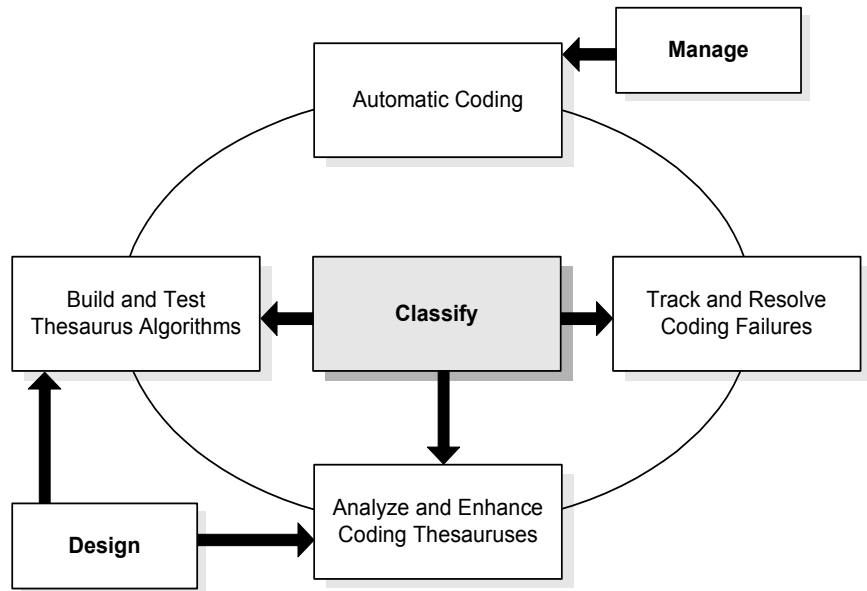 Manage
Automatic Coding
Build and Test
Thesaurus Algorithms
Classify
Track and Resolve
Coding Failures
Analyze and Enhance
Coding Thesauruses
Design